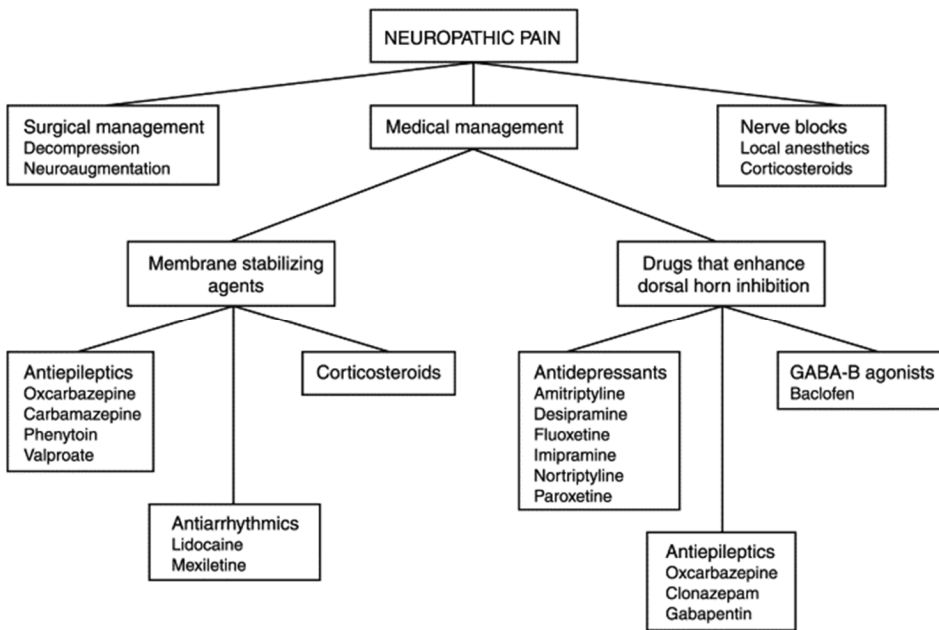 NEUROPATHIC PAIN
Surgical management
Decompression
Neuroaugmentation
Medical management
Nerve blocks
Local anesthetics
Corticosteroids
Membrane stabilizing
agents
Drugs that enhance
dorsal horn inhibition
Antiepileptics
Oxcarbazepine
Carbamazepine
Phenytoin
Valproate
Corticosteroids
Antidepressants
Amitriptyline
Desipramine
Fluoxetine
Imipramine
Nortriptyline
Paroxetine
GABA-B agonists
Baclofen
Antiarrhythmics
Lidocaine
Mexiletine
Antiepileptics
Oxcarbazepine
Clonazepam
Gabapentin